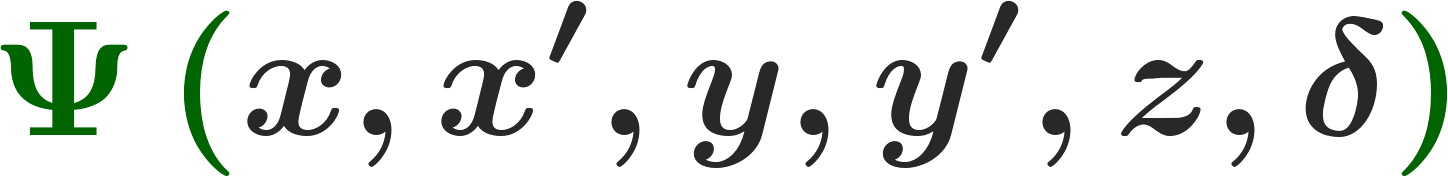 Ψ (x, x′, y, y′, z, δ)